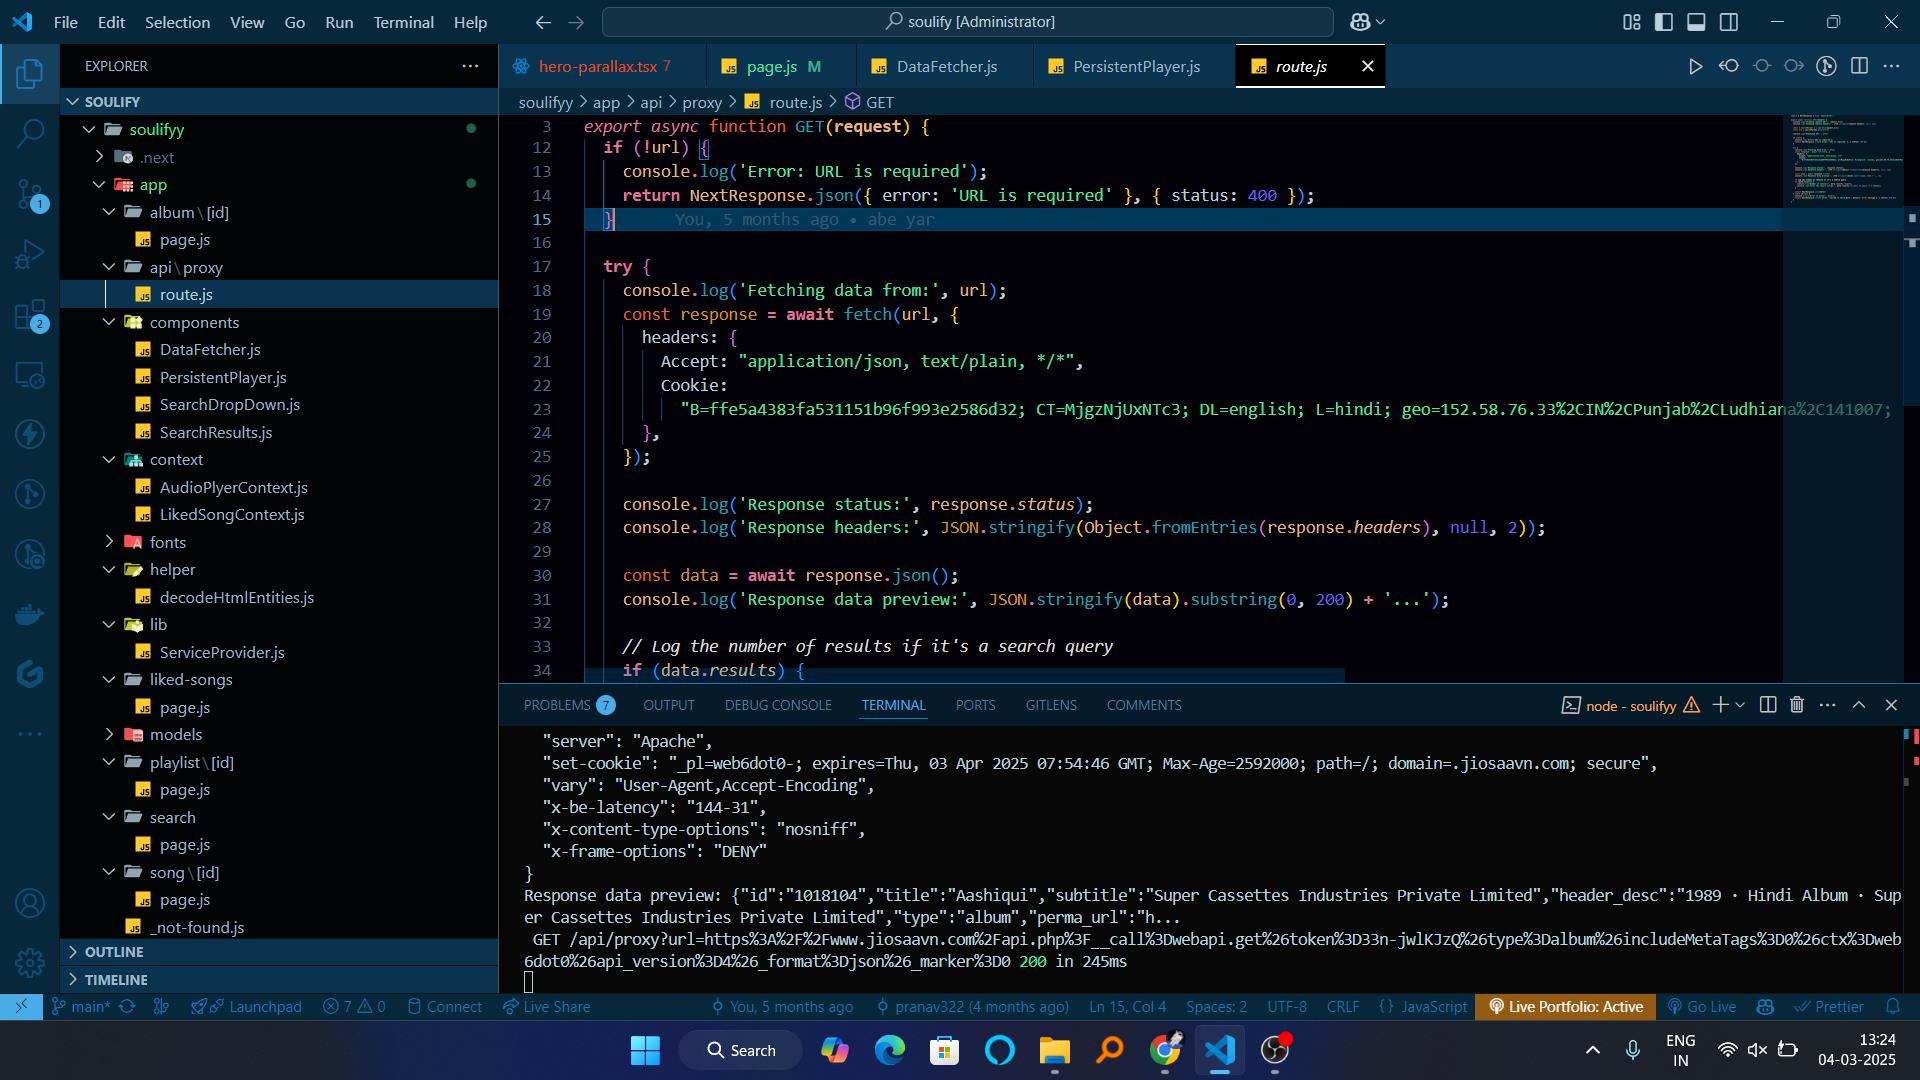 File Edit Selection View Go Run Terminal Help
soulify [Administrator]
EXPLORER
SOULIFY
soulifyy
.next
app
album\[id]
page.js
api\proxy
route.js
components
DataFetcher.js
PersistentPlayer.js
SearchDropDown.js
SearchResults.js
context
AudioPlyerContext.js
LikedSongContext.js
fonts
helper
decodeHtmlEntities.js
lib
ServiceProvider.js
liked-songs
page.js
models
playlist\[id]
page.js
search
page.js
song\[id]
page.js
_not-found.js
OUTLINE
TIMELINE
1
2
hero-parallax.tsx 7
page.js M
DataFetcher.js
PersistentPlayer.js
route.js
soulifyy > app > api > proxy > route.js > GET
3 export async function GET(request) {
12 if (!url) {
13 console.log('Error: URL is required');
14 return NextResponse.json({ error: 'URL is required' }, { status: 400 });
15 } You, 5 months ago • abe yar
16
17 try {
18 console.log('Fetching data from:', url);
19 const response = await fetch(url, {
20 headers: {
21 Accept: "application/json, text/plain, */*",
22 Cookie:
23 "B=ffe5a4383fa531151b96f993e2586d32; CT=MjgzNjUxNTc3; DL=english; L=hindi; geo=152.58.76.33%2CIN%2CPunjab%2CLudhiana%2C141007;
24 },
25 });
26
27 console.log('Response status:', response.status);
28 console.log('Response headers:', JSON.stringify(Object.fromEntries(response.headers), null, 2));
29
30 const data = await response.json();
31 console.log('Response data preview:', JSON.stringify(data).substring(0, 200) + '...');
32
33 // Log the number of results if it's a search query
34 if (data.results) {
PROBLEMS 7 OUTPUT DEBUG CONSOLE TERMINAL PORTS GITLENS COMMENTS
node - soulifyy
"server": "Apache",
"set-cookie": "_pl=web6dot0-; expires=Thu, 03 Apr 2025 07:54:46 GMT; Max-Age=2592000; path=/; domain=.jiosaavn.com; secure",
"vary": "User-Agent,Accept-Encoding",
"x-be-latency": "144-31",
"x-content-type-options": "nosniff",
"x-frame-options": "DENY"
}
Response data preview: {"id":"1018104","title":"Aashiqui","subtitle":"Super Cassettes Industries Private Limited","header_desc":"1989 · Hindi Album · Sup
er Cassettes Industries Private Limited","type":"album","perma_url":"h...
GET /api/proxy?url=https%3A%2F%2Fwww.jiosaavn.com%2Fapi.php%3F__call%3Dwebapi.get%26token%3D33n-jwlKJzQ%26type%3Dalbum%26includeMetaTags%3D0%26ctx%3Dweb
6dot0%26api_version%3D4%26_format%3Djson%26_marker%3D0 200 in 245ms
main* Launchpad 7 0 Connect Live Share You, 5 months ago pranav322 (4 months ago) Ln 15, Col 4 Spaces: 2 UTF-8 CRLF {} JavaScript Live Portfolio: Active Go Live Prettier
Search
ENG
IN
13:24
04-03-2025